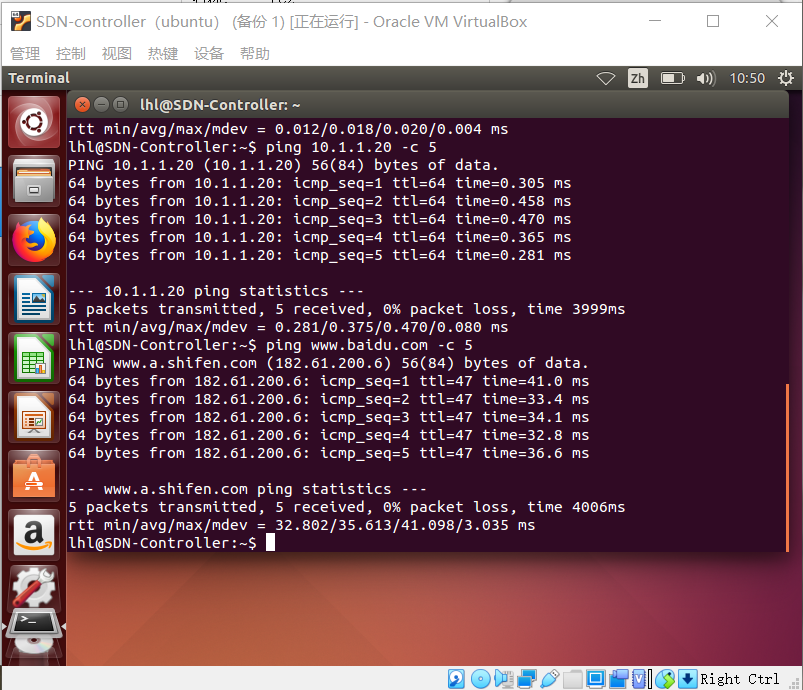 SDN-controller（ubuntu） (备份 1) [正在运行] - Oracle VM VirtualBox
管理 控制 视图 热键 设备 帮助
Terminal Zh 10:50
lhl@SDN-Controller: ~
rtt min/avg/max/mdev = 0.012/0.018/0.020/0.004 ms
lhl@SDN-Controller:~$ ping 10.1.1.20 -c 5
PING 10.1.1.20 (10.1.1.20) 56(84) bytes of data.
64 bytes from 10.1.1.20: icmp_seq=1 ttl=64 time=0.305 ms
64 bytes from 10.1.1.20: icmp_seq=2 ttl=64 time=0.458 ms
64 bytes from 10.1.1.20: icmp_seq=3 ttl=64 time=0.470 ms
64 bytes from 10.1.1.20: icmp_seq=4 ttl=64 time=0.365 ms
64 bytes from 10.1.1.20: icmp_seq=5 ttl=64 time=0.281 ms
--- 10.1.1.20 ping statistics ---
5 packets transmitted, 5 received, 0% packet loss, time 3999ms
rtt min/avg/max/mdev = 0.281/0.375/0.470/0.080 ms
lhl@SDN-Controller:~$ ping www.baidu.com -c 5
PING www.a.shifen.com (182.61.200.6) 56(84) bytes of data.
64 bytes from 182.61.200.6: icmp_seq=1 ttl=47 time=41.0 ms
64 bytes from 182.61.200.6: icmp_seq=2 ttl=47 time=33.4 ms
64 bytes from 182.61.200.6: icmp_seq=3 ttl=47 time=34.1 ms
64 bytes from 182.61.200.6: icmp_seq=4 ttl=47 time=32.8 ms
64 bytes from 182.61.200.6: icmp_seq=5 ttl=47 time=36.6 ms
--- www.a.shifen.com ping statistics ---
5 packets transmitted, 5 received, 0% packet loss, time 4006ms
rtt min/avg/max/mdev = 32.802/35.613/41.098/3.035 ms
lhl@SDN-Controller:~$
Right Ctrl